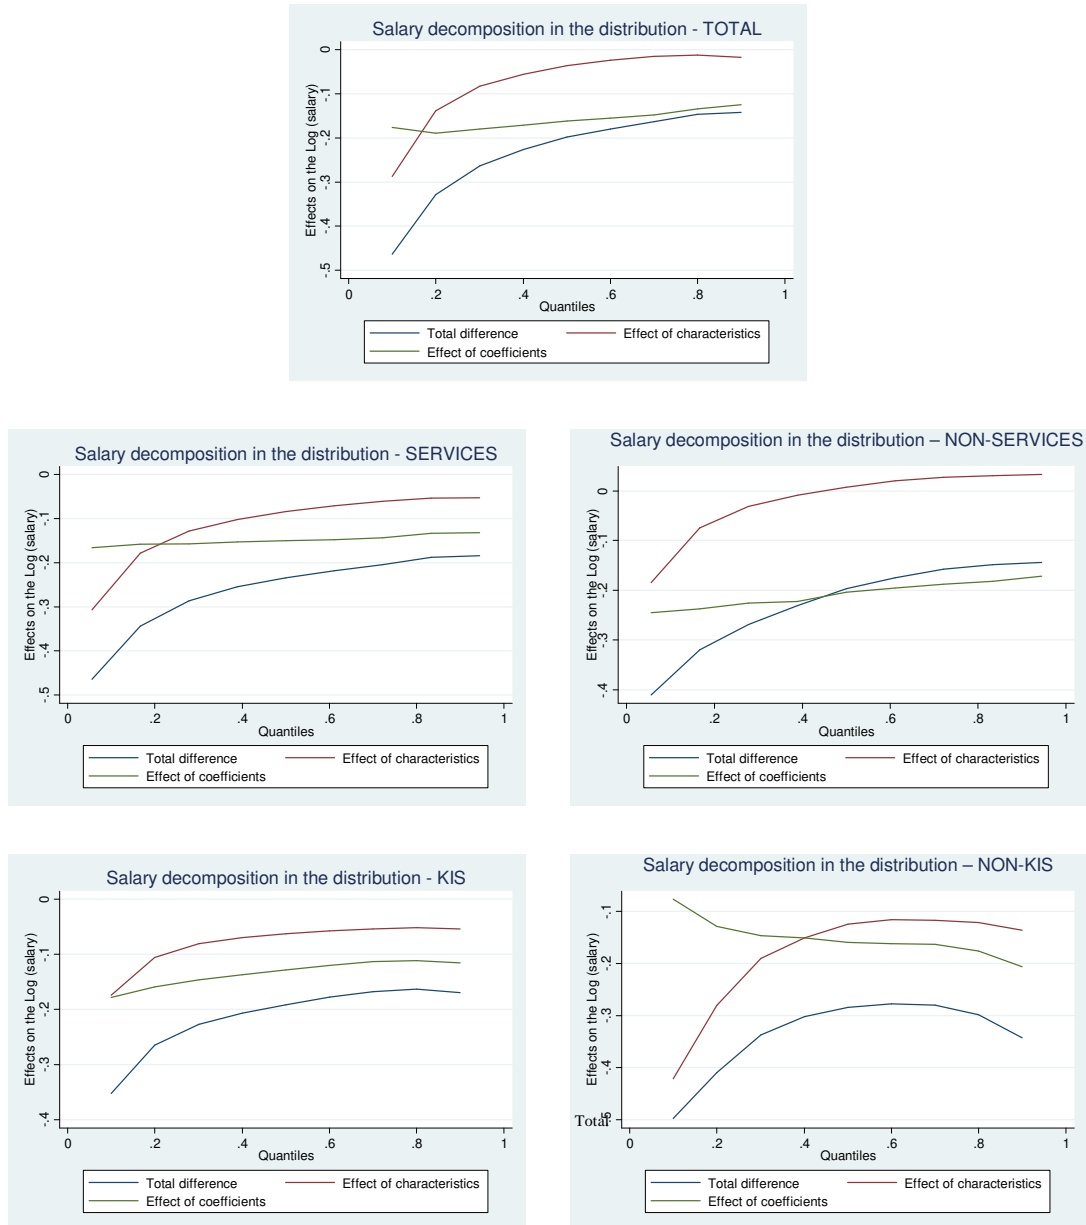 Salary decomposition in the distribution - TOTAL
Effects on the Log (salary)
0
-.1
-.2
-.3
-.4
-.5
0 .2 .4 .6 .8 1
Quantiles
Total difference Effect of characteristics
Effect of coefficients
Salary decomposition in the distribution - SERVICES
Effects on the Log (salary)
0
-.1
-.2
-.3
-.4
-.5
0 .2 .4 .6 .8 1
Quantiles
Total difference Effect of characteristics
Effect of coefficients
Salary decomposition in the distribution – NON-SERVICES
Effects on the Log (salary)
0
-.1
-.2
-.3
-.4
0 .2 .4 .6 .8 1
Quantiles
Total difference Effect of characteristics
Effect of coefficients
Salary decomposition in the distribution - KIS
Effects on the Log (salary)
0
-.1
-.2
-.3
-.4
0 .2 .4 .6 .8 1
Quantiles
Total difference Effect of characteristics
Effect of coefficients
Salary decomposition in the distribution – NON-KIS
Effects on the Log (salary)
-.1
-.2
-.3
-.4
-.5
Total
0 .2 .4 .6 .8 1
Quantiles
Total difference Effect of characteristics
Effect of coefficients